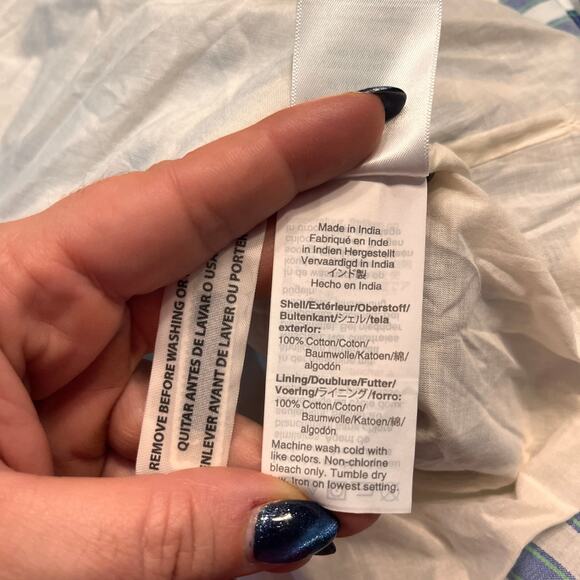 Made in India
Fabriqué en Inde
in Indien Hergestellt
Vervaardigd in India
インド製
Hecho en India
Shell/Extérieur/Oberstoff/
Buitenkant/シェル/tela
exterior:
100% Cotton/Coton/
Baumwolle/Katoen/綿/
algodón
Lining/Doublure/Futter/
Voering/ライニング/forro:
100% Cotton/Coton/
Baumwolle/Katoen/綿/
algodón
Machine wash cold with
like colors. Non-chlorine
bleach only. Tumble dry
Iron on lowest setting.
REMOVE BEFORE WASHING OR
QUITAR ANTES DE LAVAR O USA
ENLEVER AVANT DE LAVER OU PORTER